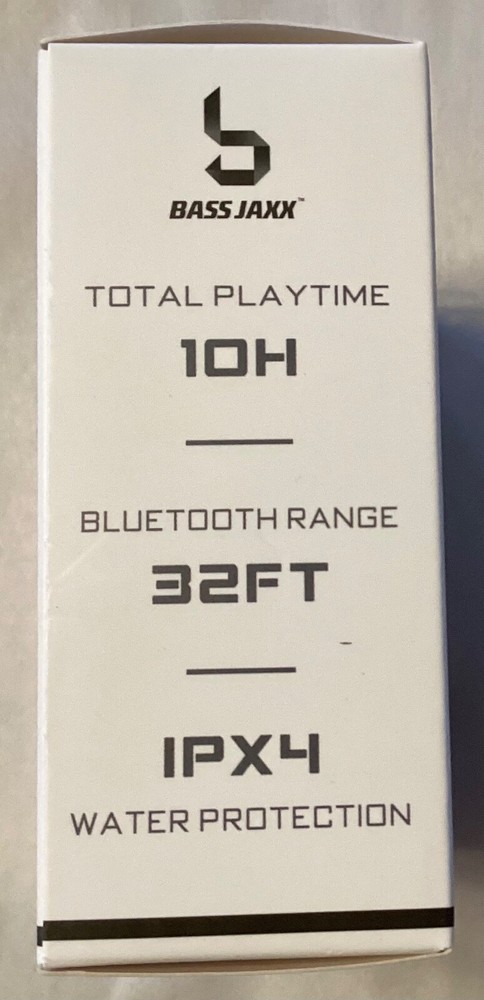 BASS JAXX™
TOTAL PLAYTIME
10H
BLUETOOTH RANGE
32FT
IPX4
WATER PROTECTION